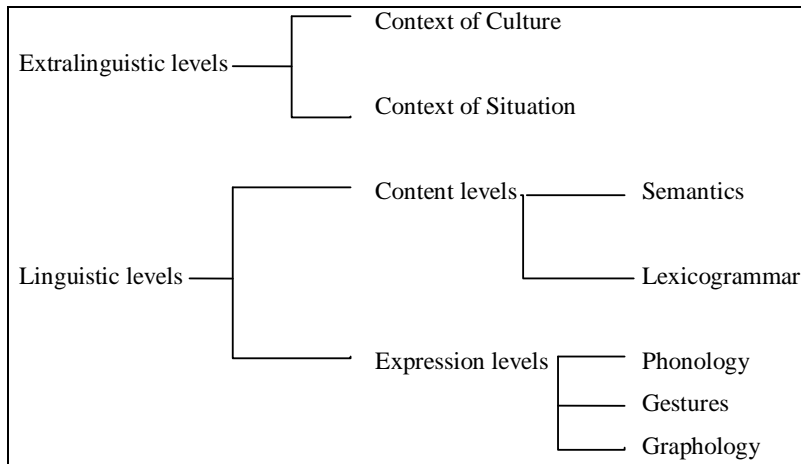 Context of Culture
Extralinguistic levels
Context of Situation
Content levels Semantics
Linguistic levels Lexicogrammar
Expression levels Phonology
Gestures
Graphology